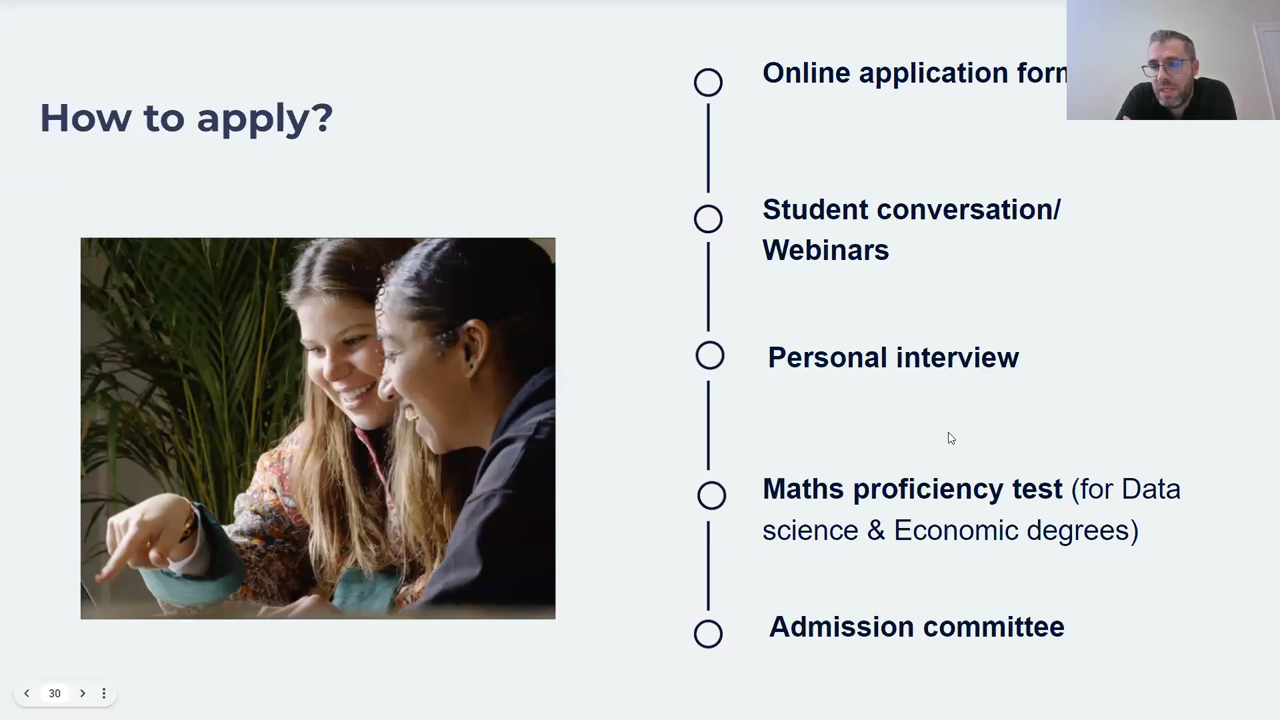 How to apply?
Online application form
Student conversation/
Webinars
Personal interview
Maths proficiency test (for Data
science & Economic degrees)
Admission committee
30